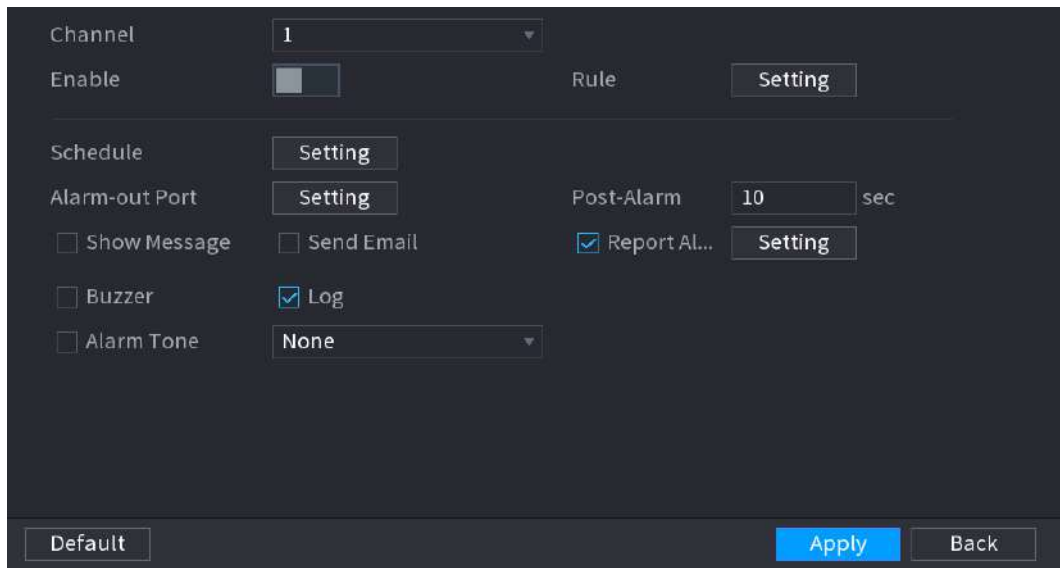 Channel 1
Enable Rule Setting
Schedule Setting
Alarm-out Port Setting Post-Alarm 10 sec
Show Message Send Email Report Al... Setting
Buzzer Log
Alarm Tone None
Default Apply Back